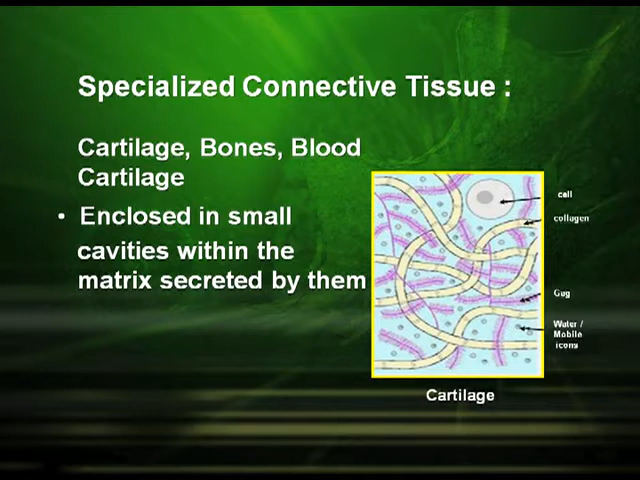 Specialized Connective Tissue :
Cartilage, Bones, Blood
Cartilage
• Enclosed in small
cavities within the
matrix secreted by them
cell
collagen
Gug
Water /
Mobile
icons
Cartilage